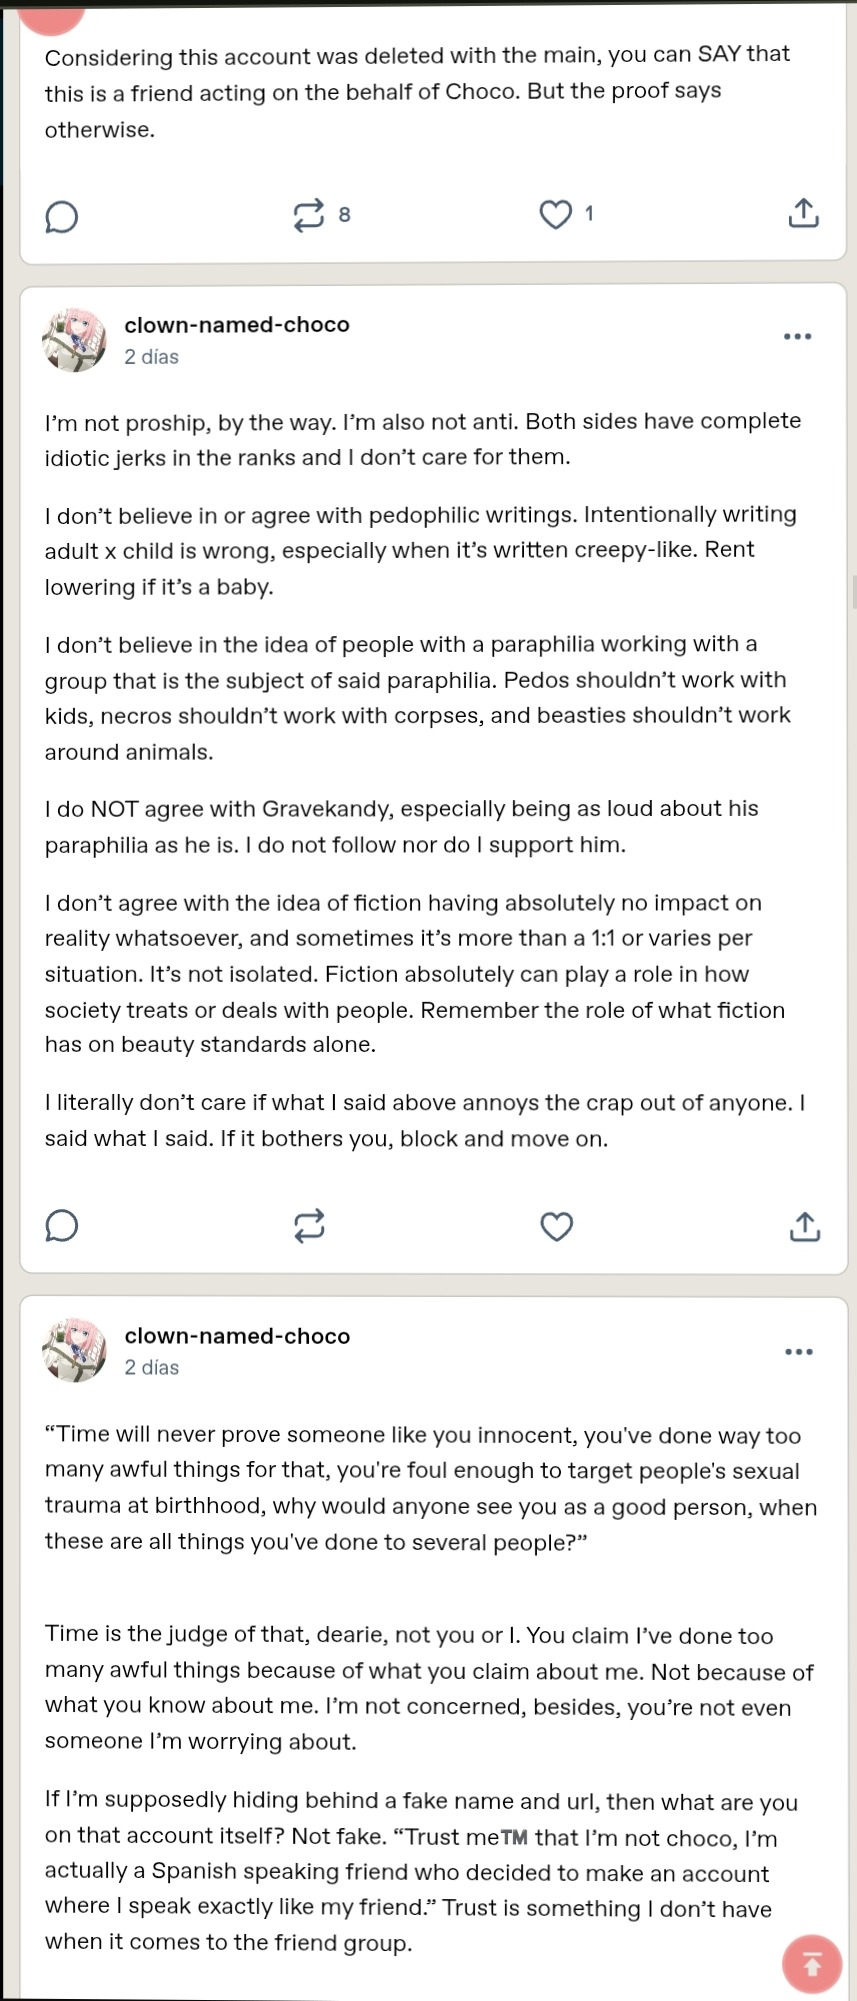 Considering this account was deleted with the main, you can SAY that
this is a friend acting on the behalf of Choco. But the proof says
otherwise.
8
1
clown-named-choco
2 días
I'm not proship, by the way. I'm also not anti. Both sides have complete
idiotic jerks in the ranks and I don't care for them.
I don't believe in or agree with pedophilic writings. Intentionally writing
adult x child is wrong, especially when it's written creepy-like. Rent
lowering if it's a baby.
I don't believe in the idea of people with a paraphilia working with a
group that is the subject of said paraphilia. Pedos shouldn't work with
kids, necros shouldn't work with corpses, and beasties shouldn't work
around animals.
I do NOT agree with Gravekandy, especially being as loud about his
paraphilia as he is. I do not follow nor do I support him.
I don't agree with the idea of fiction having absolutely no impact on
reality whatsoever, and sometimes it's more than a 1:1 or varies per
situation. It's not isolated. Fiction absolutely can play a role in how
society treats or deals with people. Remember the role of what fiction
has on beauty standards alone.
I literally don't care if what I said above annoys the crap out of anyone. I
said what I said. If it bothers you, block and move on.
clown-named-choco
2 días
“Time will never prove someone like you innocent, you've done way too
many awful things for that, you're foul enough to target people's sexual
trauma at birthhood, why would anyone see you as a good person, when
these are all things you've done to several people?”
Time is the judge of that, dearie, not you or I. You claim I've done too
many awful things because of what you claim about me. Not because of
what you know about me. I'm not concerned, besides, you're not even
someone I'm worrying about.
If I'm supposedly hiding behind a fake name and url, then what are you
on that account itself? Not fake. “Trust me™ that I'm not choco, I'm
actually a Spanish speaking friend who decided to make an account
where I speak exactly like my friend.” Trust is something I don't have
when it comes to the friend group.